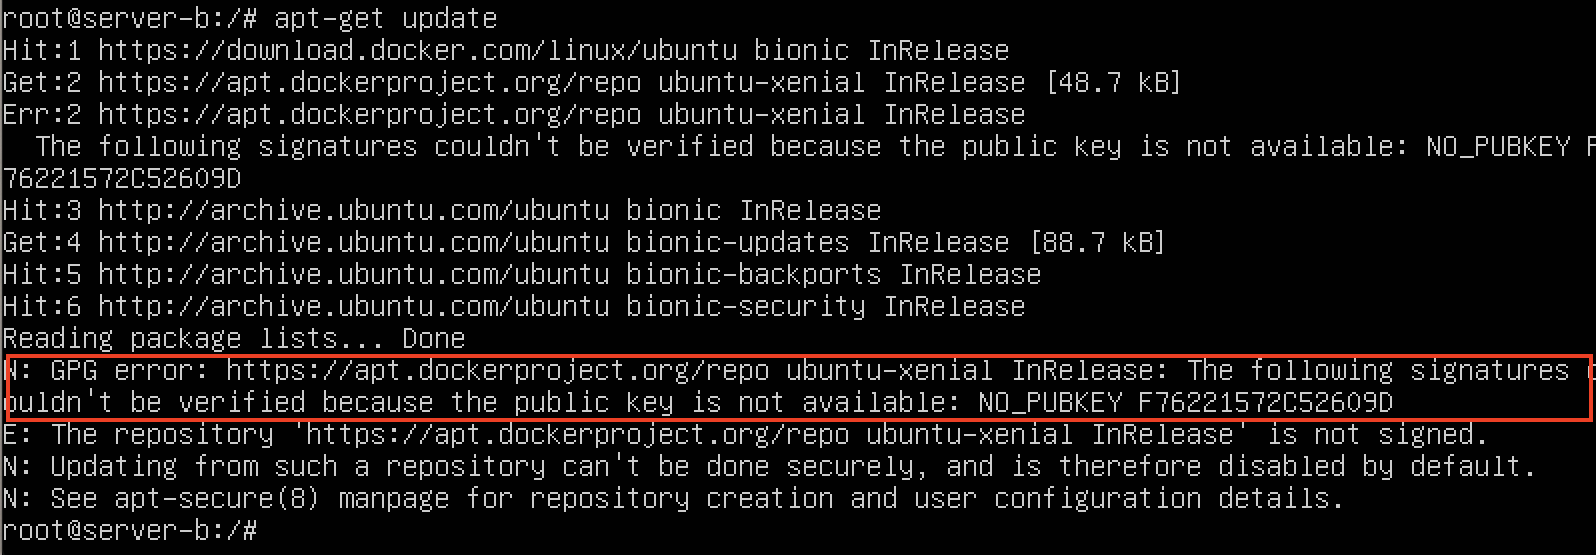 root@server-b:/# apt-get update
Hit:1 https://download.docker.com/linux/ubuntu bionic InRelease
Get:2 https://apt.dockerproject.org/repo ubuntu-xenial InRelease [48.7 kB]
Err:2 https://apt.dockerproject.org/repo ubuntu-xenial InRelease
  The following signatures couldn't be verified because the public key is not available: NO_PUBKEY F
76221572C52609D
Hit:3 http://archive.ubuntu.com/ubuntu bionic InRelease
Get:4 http://archive.ubuntu.com/ubuntu bionic-updates InRelease [88.7 kB]
Hit:5 http://archive.ubuntu.com/ubuntu bionic-backports InRelease
Hit:6 http://archive.ubuntu.com/ubuntu bionic-security InRelease
Reading package lists... Done
W: GPG error: https://apt.dockerproject.org/repo ubuntu-xenial InRelease: The following signatures c
ouldn't be verified because the public key is not available: NO_PUBKEY F76221572C52609D
E: The repository 'https://apt.dockerproject.org/repo ubuntu-xenial InRelease' is not signed.
N: Updating from such a repository can't be done securely, and is therefore disabled by default.
N: See apt-secure(8) manpage for repository creation and user configuration details.
root@server-b:/#